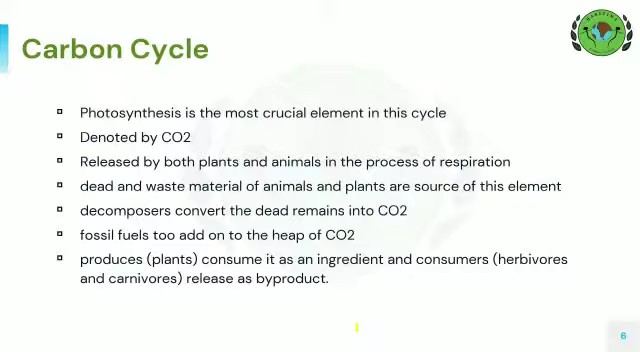 Carbon Cycle
Photosynthesis is the most crucial element in this cycle
Denoted by CO2
Released by both plants and animals in the process of respiration
dead and waste material of animals and plants are source of this element
decomposers convert the dead remains into CO2
fossil fuels too add on to the heap of CO2
produces (plants) consume it as an ingredient and consumers (herbivores
and carnivores) release as byproduct.
6